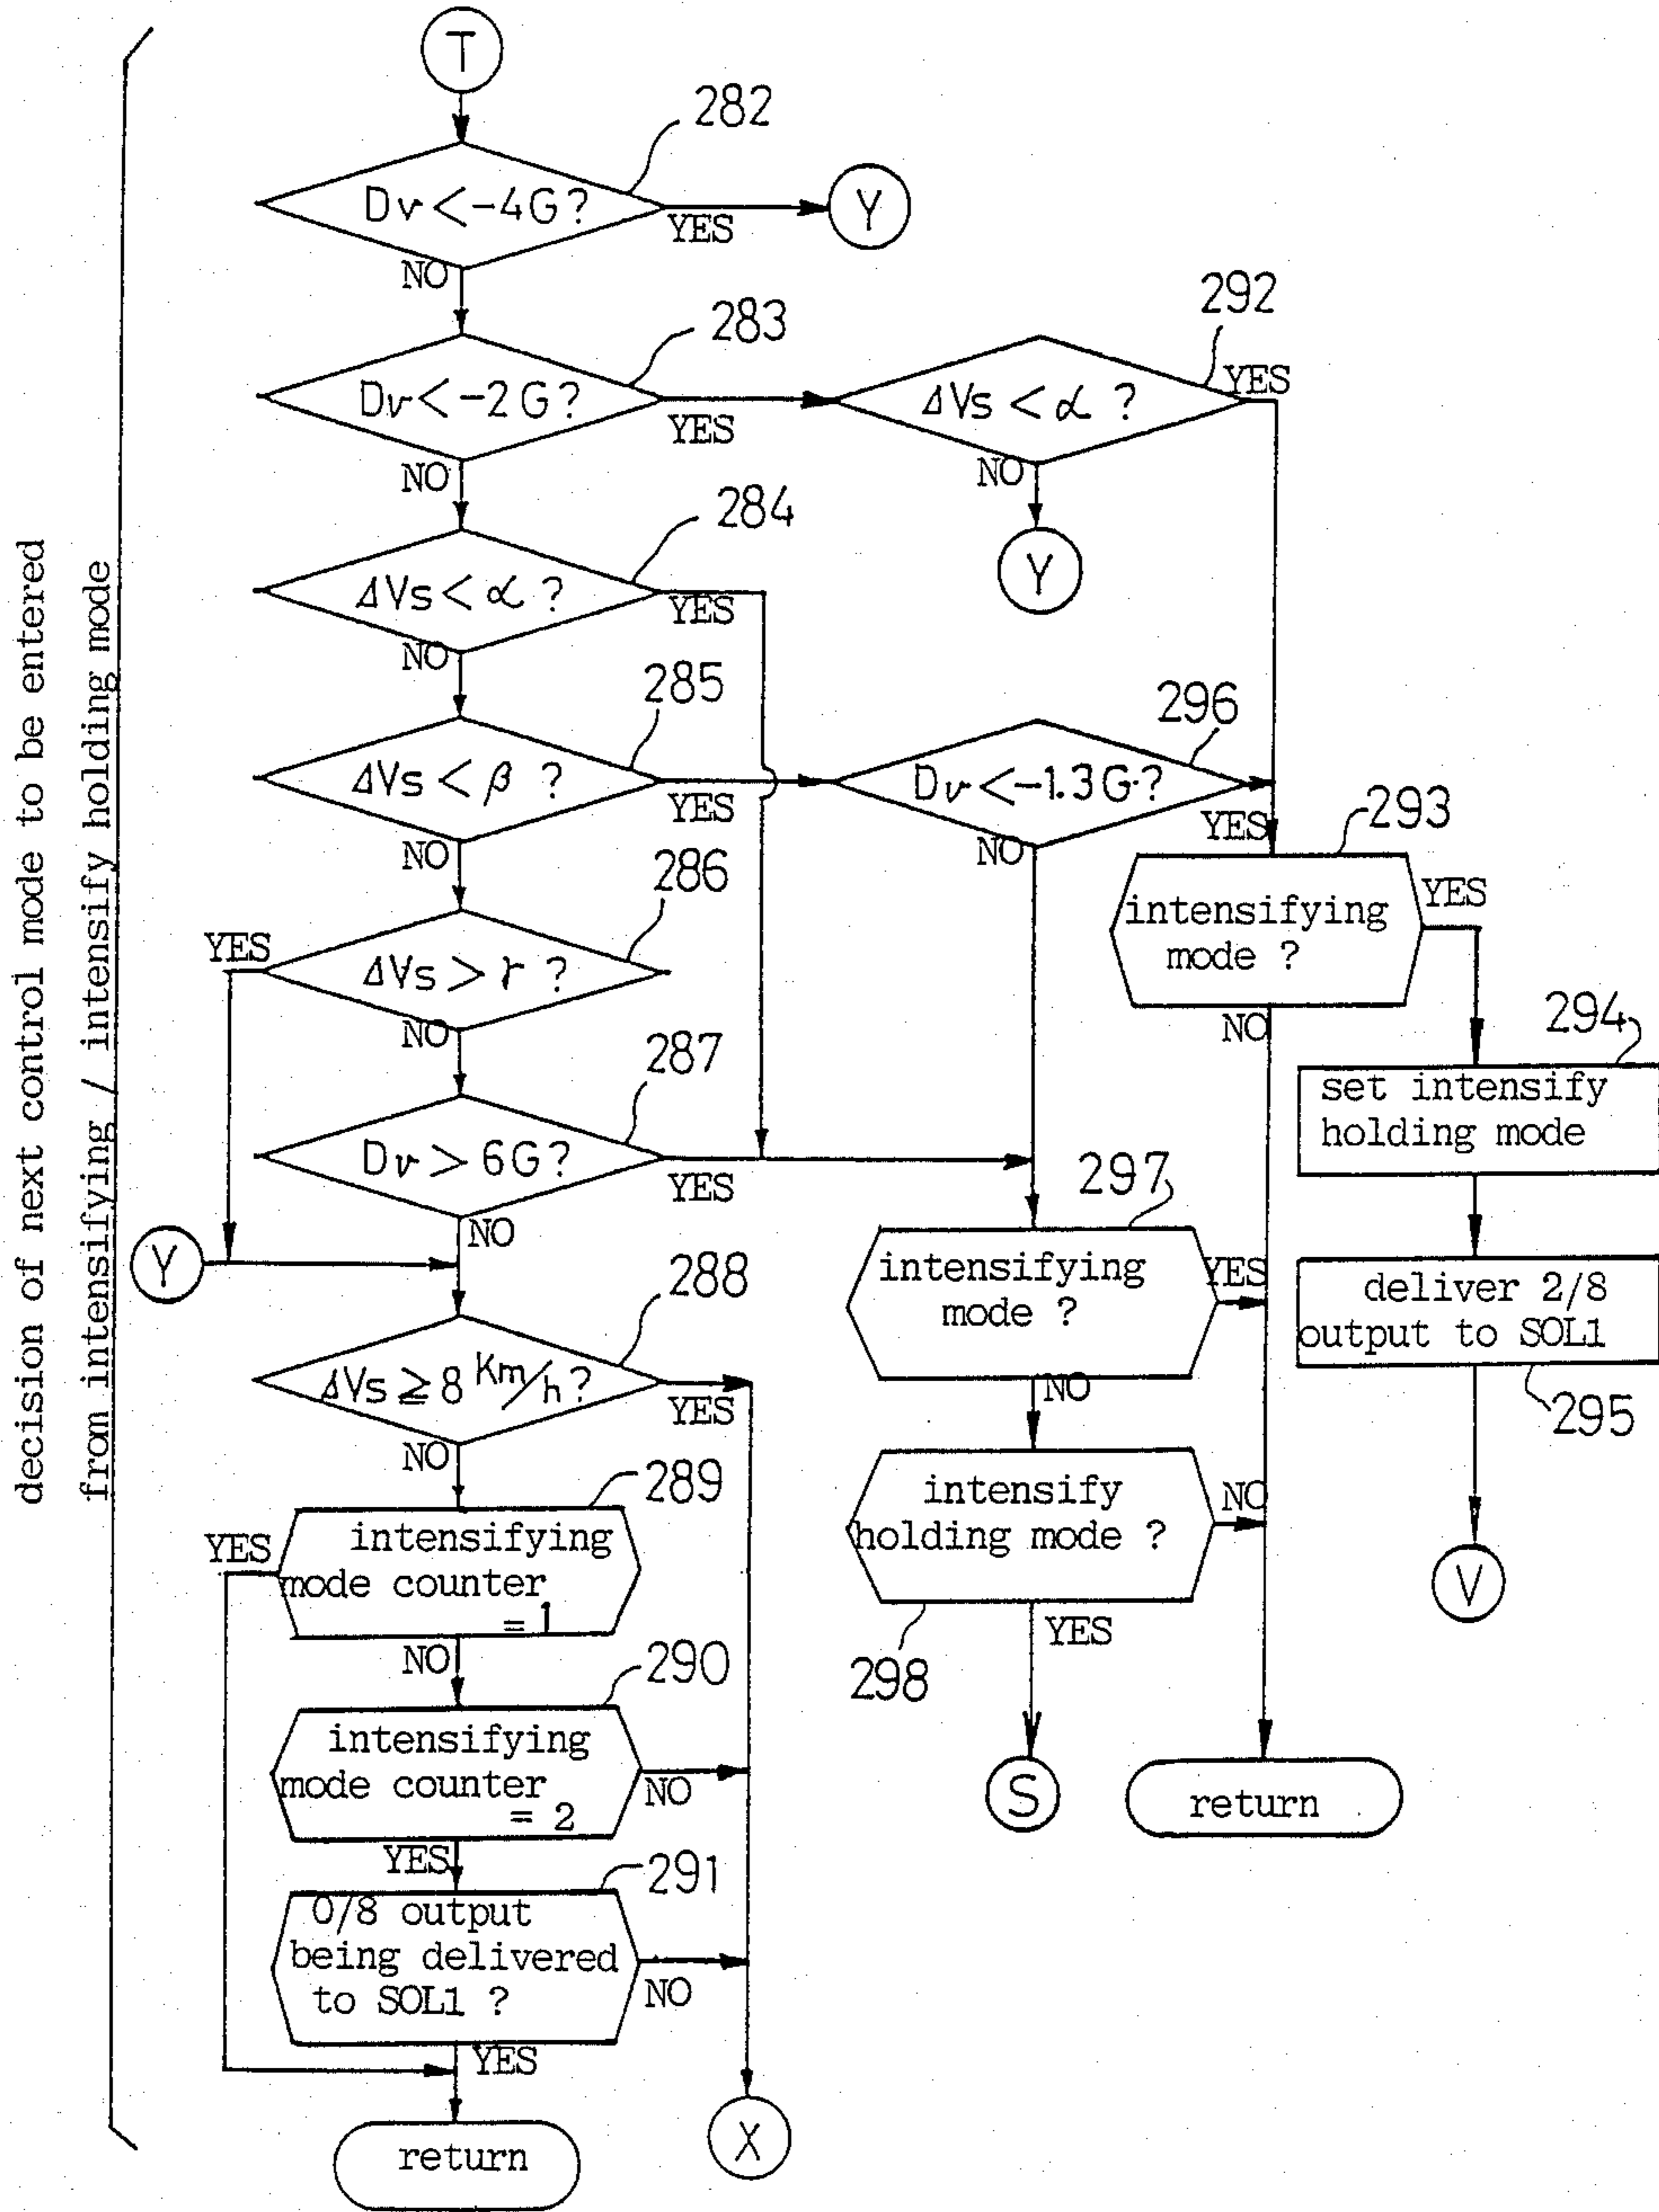 decision of next control mode to be entered
from intensifying / intensify holding mode
T
282
Dv < -4G ?
YES
Y
NO
283
Dv < -2G ?
YES
NO
292
ΔVs < α ?
YES
NO
Y
284
ΔVs < α ?
YES
NO
285
ΔVs < β ?
YES
NO
296
Dv < -1.3G ?
YES
NO
286
ΔVs > γ ?
YES
NO
293
intensifying
mode ?
YES
NO
294
set intensify
holding mode
deliver 2/8
output to SOL1
295
V
287
Dv > 6G ?
YES
NO
Y
297
intensifying
mode ?
YES
NO
intensify
holding mode ?
NO
YES
298
S
return
288
ΔVs ≧ 8 Km/h ?
YES
NO
289
intensifying
mode counter
= 1
YES
NO
290
intensifying
mode counter
= 2
NO
YES
291
0/8 output
being delivered
to SOL1 ?
NO
YES
return
X